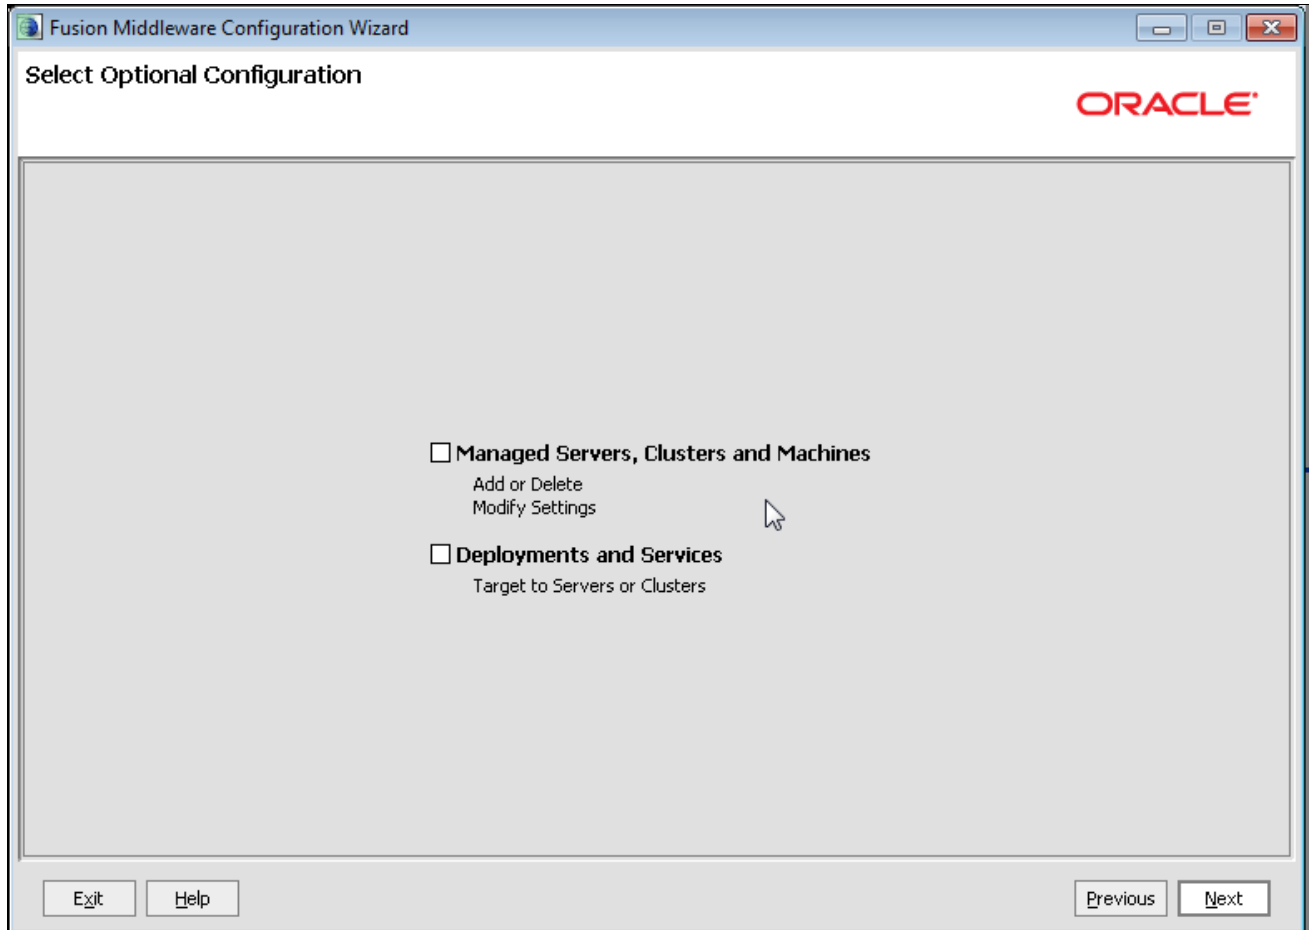 Fusion Middleware Configuration Wizard
Select Optional Configuration
ORACLE
Managed Servers, Clusters and Machines
Add or Delete
Modify Settings
Deployments and Services
Target to Servers or Clusters
Exit Help Previous Next